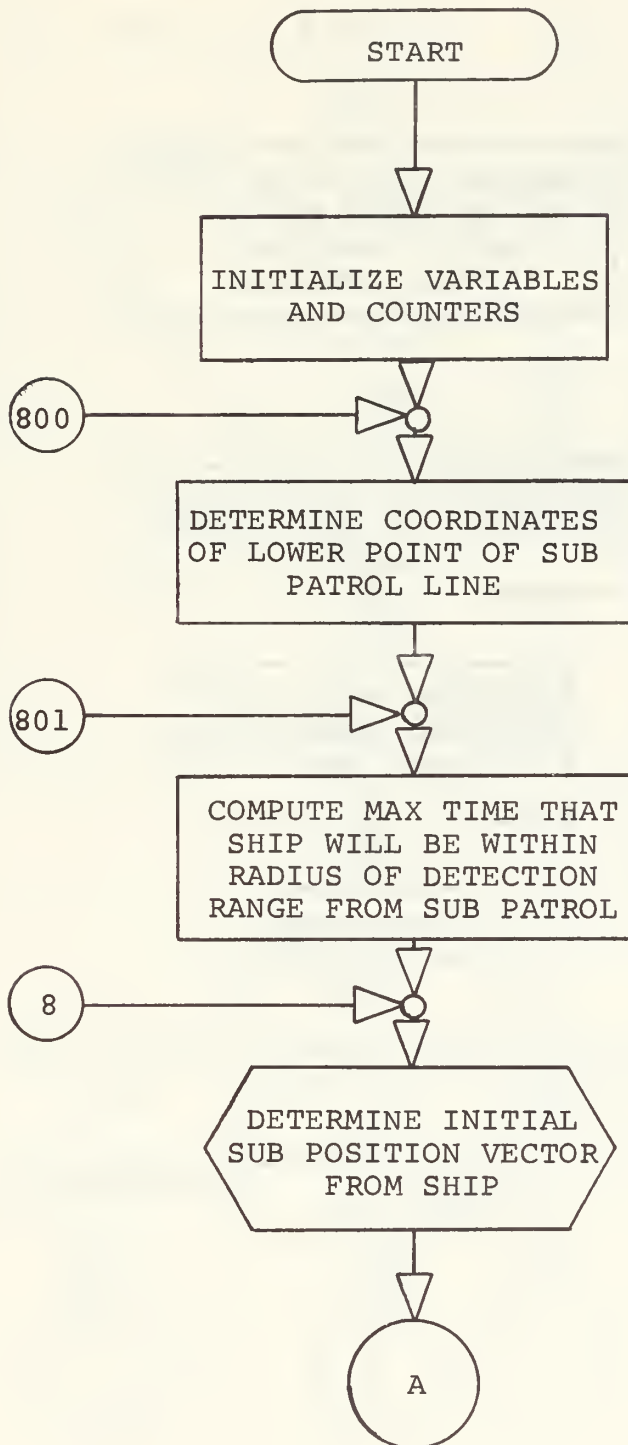 START
INITIALIZE VARIABLES
AND COUNTERS
800
DETERMINE COORDINATES
OF LOWER POINT OF SUB
PATROL LINE
801
COMPUTE MAX TIME THAT
SHIP WILL BE WITHIN
RADIUS OF DETECTION
RANGE FROM SUB PATROL
8
DETERMINE INITIAL
SUB POSITION VECTOR
FROM SHIP
A